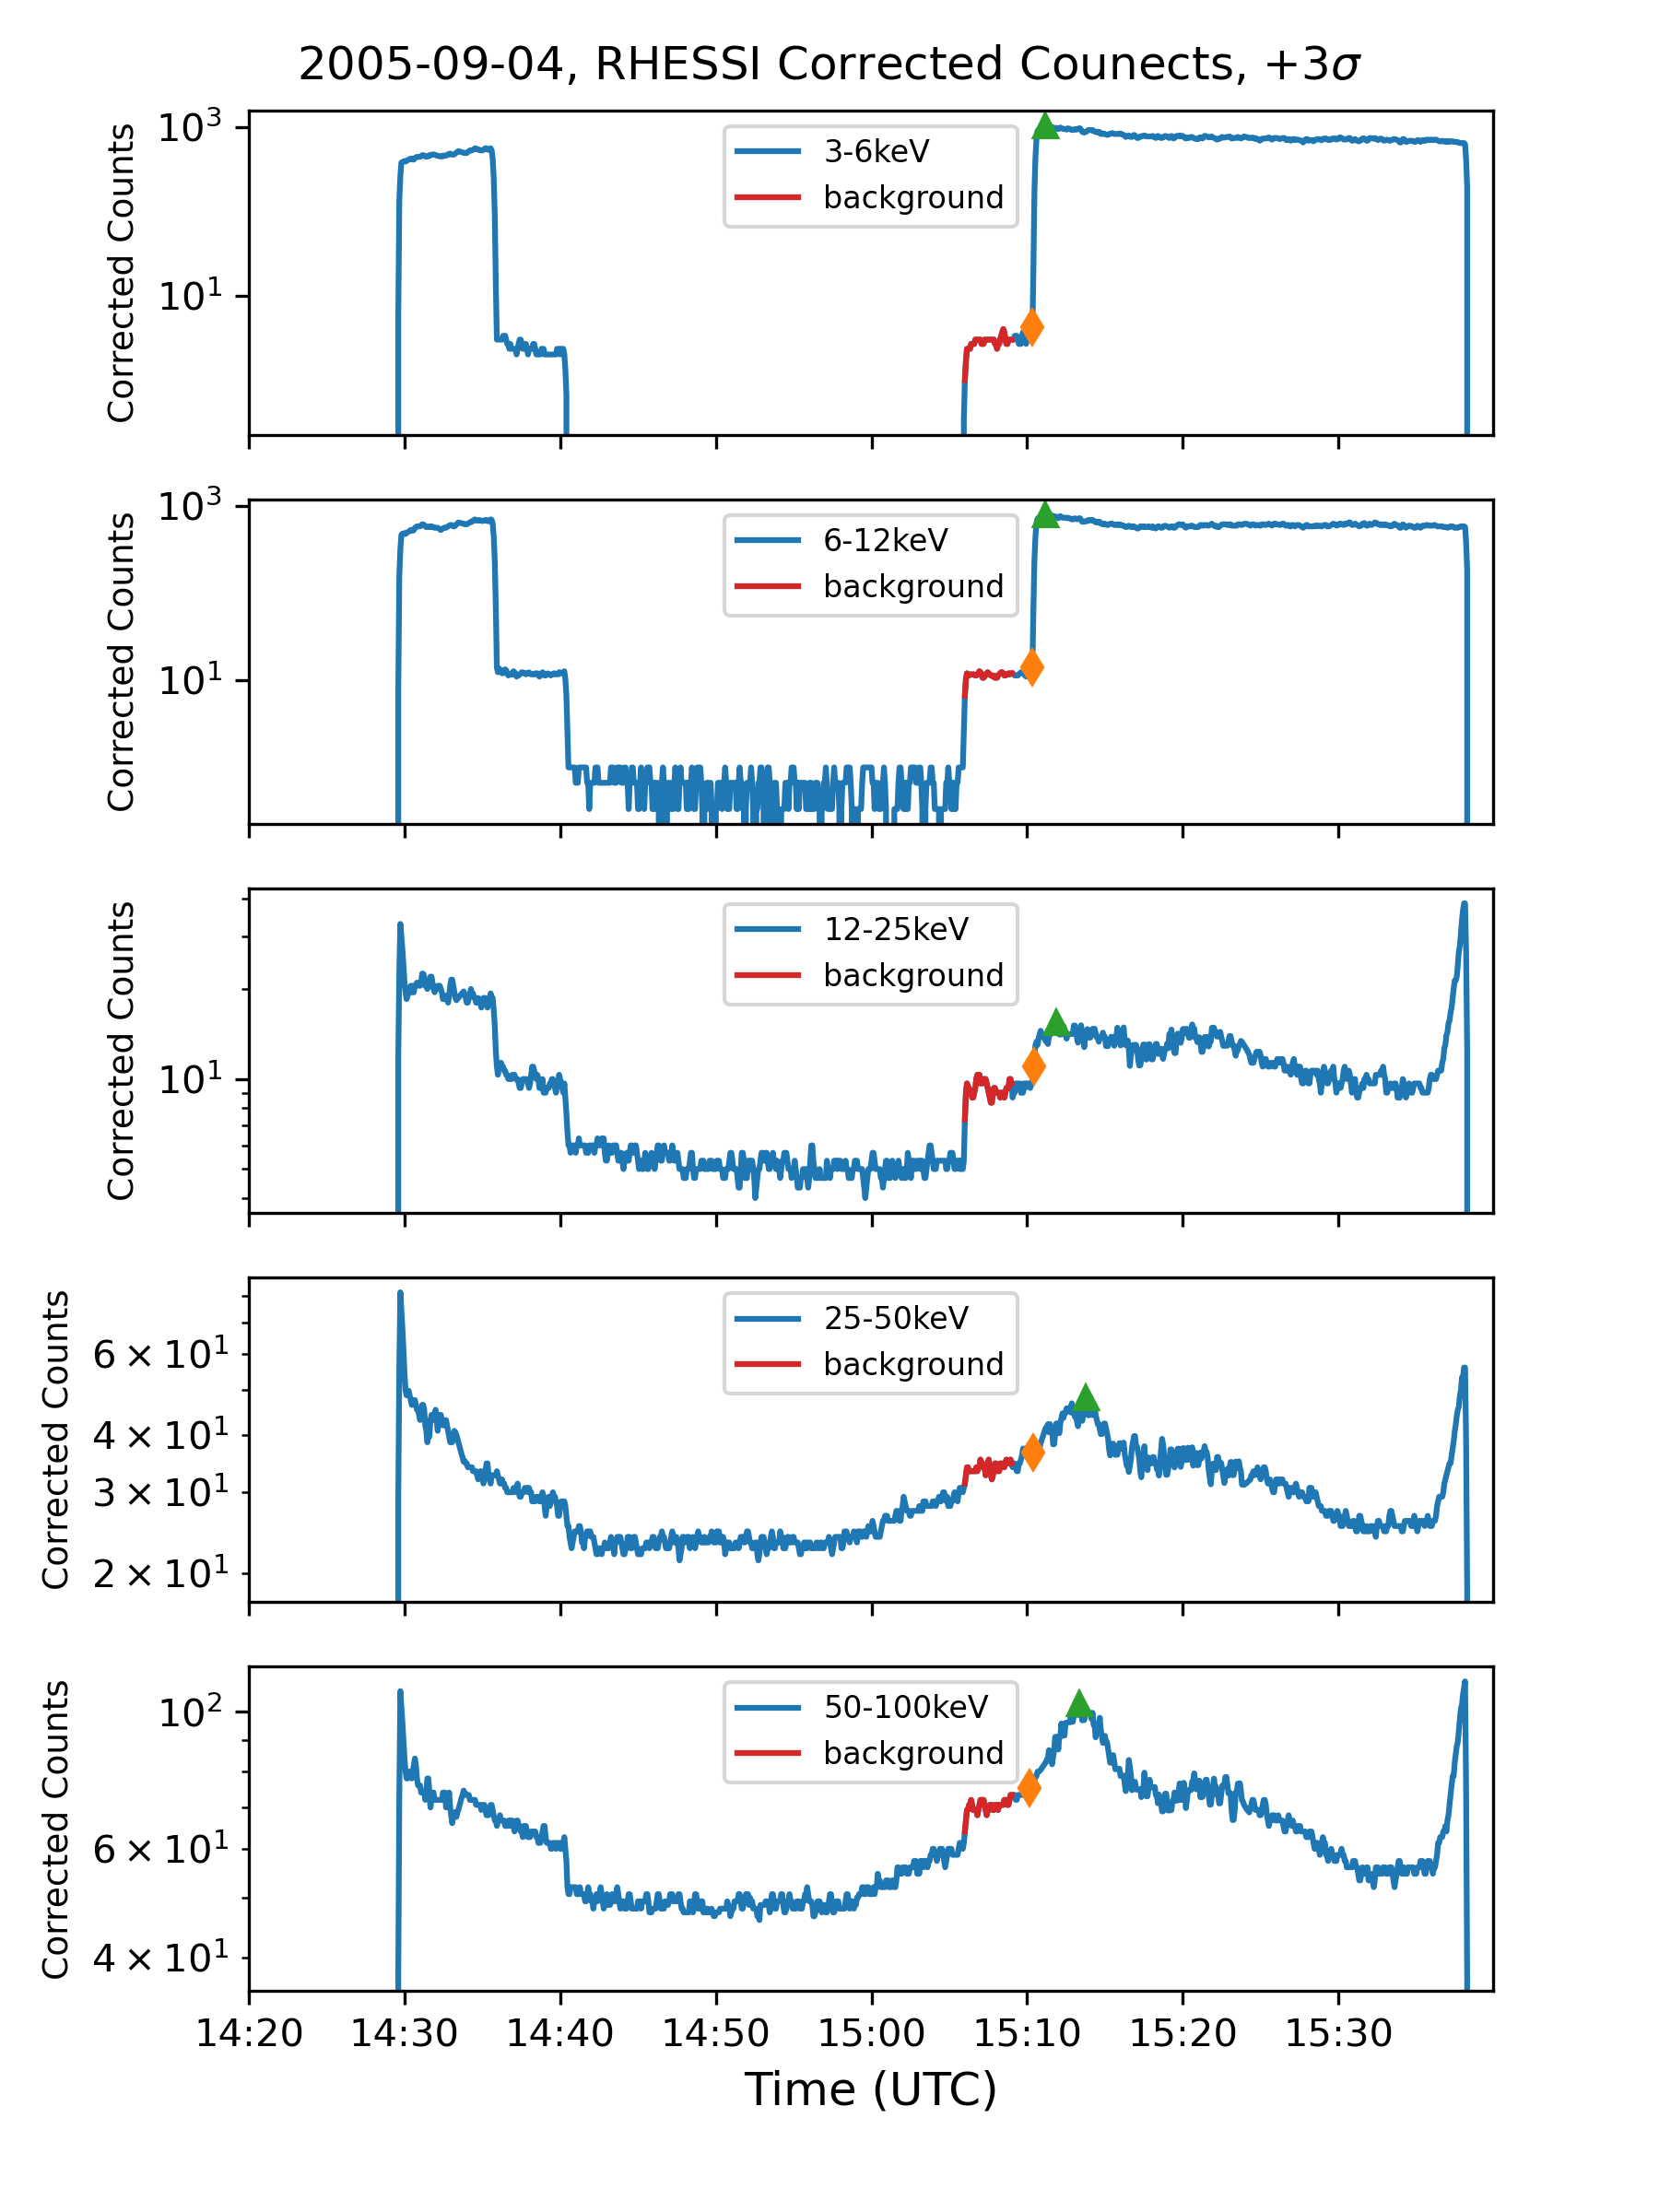 2005-09-04, RHESSI Corrected Counects, +3σ
10³
10¹
Corrected Counts
3-6keV
background
10³
10¹
Corrected Counts
6-12keV
background
10¹
Corrected Counts
12-25keV
background
6×10¹
4×10¹
3×10¹
2×10¹
Corrected Counts
25-50keV
background
10²
6×10¹
4×10¹
Corrected Counts
50-100keV
background
14:20 14:30 14:40 14:50 15:00 15:10 15:20 15:30
Time (UTC)